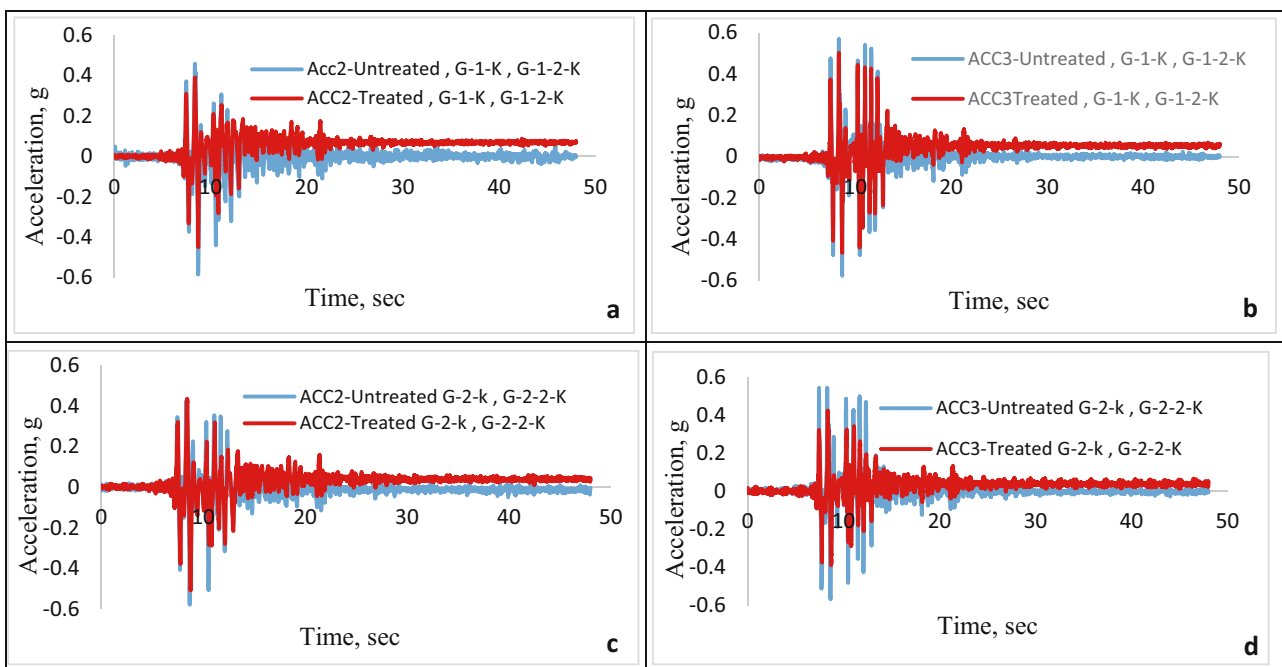 0.6
0.4
0.2
0
-0.2
-0.4
-0.6
0 10 20 30 40 50
Acceleration, g
Time, sec
Acc2-Untreated , G-1-K , G-1-2-K
ACC2-Treated , G-1-K , G-1-2-K
a
0.6
0.4
0.2
0
-0.2
-0.4
-0.6
0 10 20 30 40 50
Acceleration, g
Time, sec
ACC3-Untreated , G-1-K , G-1-2-K
ACC3Treated , G-1-K , G-1-2-K
b
0.6
0.4
0.2
0
-0.2
-0.4
-0.6
0 10 20 30 40 50
Acceleration, g
Time, sec
ACC2-Untreated G-2-k , G-2-2-K
ACC2-Treated G-2-k , G-2-2-K
c
0.6
0.4
0.2
0
-0.2
-0.4
-0.6
0 10 20 30 40 50
Acceleration, g
Time, sec
ACC3-Untreated G-2-k , G-2-2-K
ACC3-Treated G-2-k , G-2-2-K
d